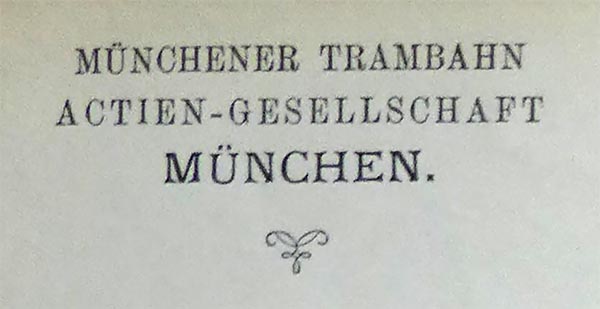 MÜNCHENER TRAMBAHN
ACTIEN-GESELLSCHAFT
MÜNCHEN.